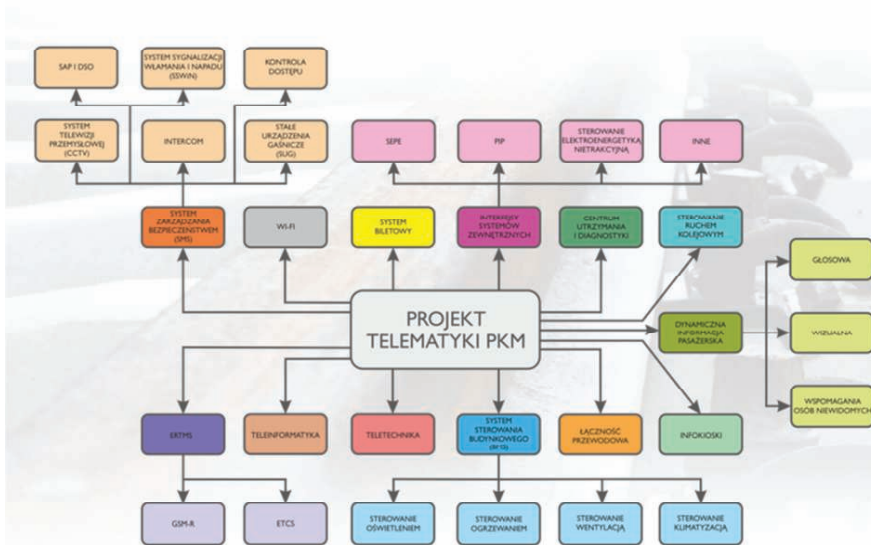 SAP I DSO
SYSTEM SYGNALIZACJI
WŁAMANIA I NAPADU
(SSWiN)
KONTROLA
DOSTĘPU
SYSTEM
TELEWIZJI
PRZEMYSŁOWEJ
(CCTV)
INTERCOM
STAŁE
URZĄDZENIA
GAŚNICZE
(SUG)
SEPE
PIP
STEROWANIE
ELEKTROENERGETYKĄ
NIETRAKCYJNĄ
INNE
SYSTEM
ZARZĄDZANIA
BEZPIECZEŃSTWEM
(SMS)
WI-FI
SYSTEM
BILETOWY
INTERFEJSY
SYSTEMÓW
ZEWNĘTRZNYCH
CENTRUM
UTRZYMANIA
I DIAGNOSTYKI
STEROWANIE
RUCHEM
KOLEJOWYM
GŁOSOWA
PROJEKT
TELEMATYKI PKM
DYNAMICZNA
INFORMACJA
PASAŻERSKA
WIZUALNA
WSPOMAGANIA
OSÓB NIEWIDOMYCH
ERTMS
TELEINFORMATYKA
TELETECHNIKA
SYSTEM
STEROWANIA
BUDYNKOWEGO
ŁĄCZNOŚĆ
PRZEWODOWA
INFOKIOSKI
GSM-R
ETCS
STEROWANIE
OŚWIETLENIEM
STEROWANIE
OGRZEWANIEM
STEROWANIE
WENTYLACJĄ
STEROWANIE
KLIMATYZACJĄ